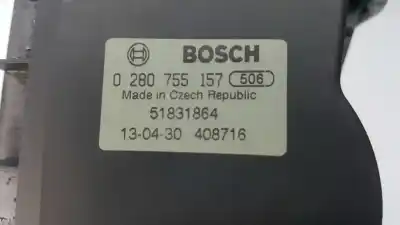 BOSCH
0 280 755 157 506
Made in Czech Republic
51831864
13-04-30 408716